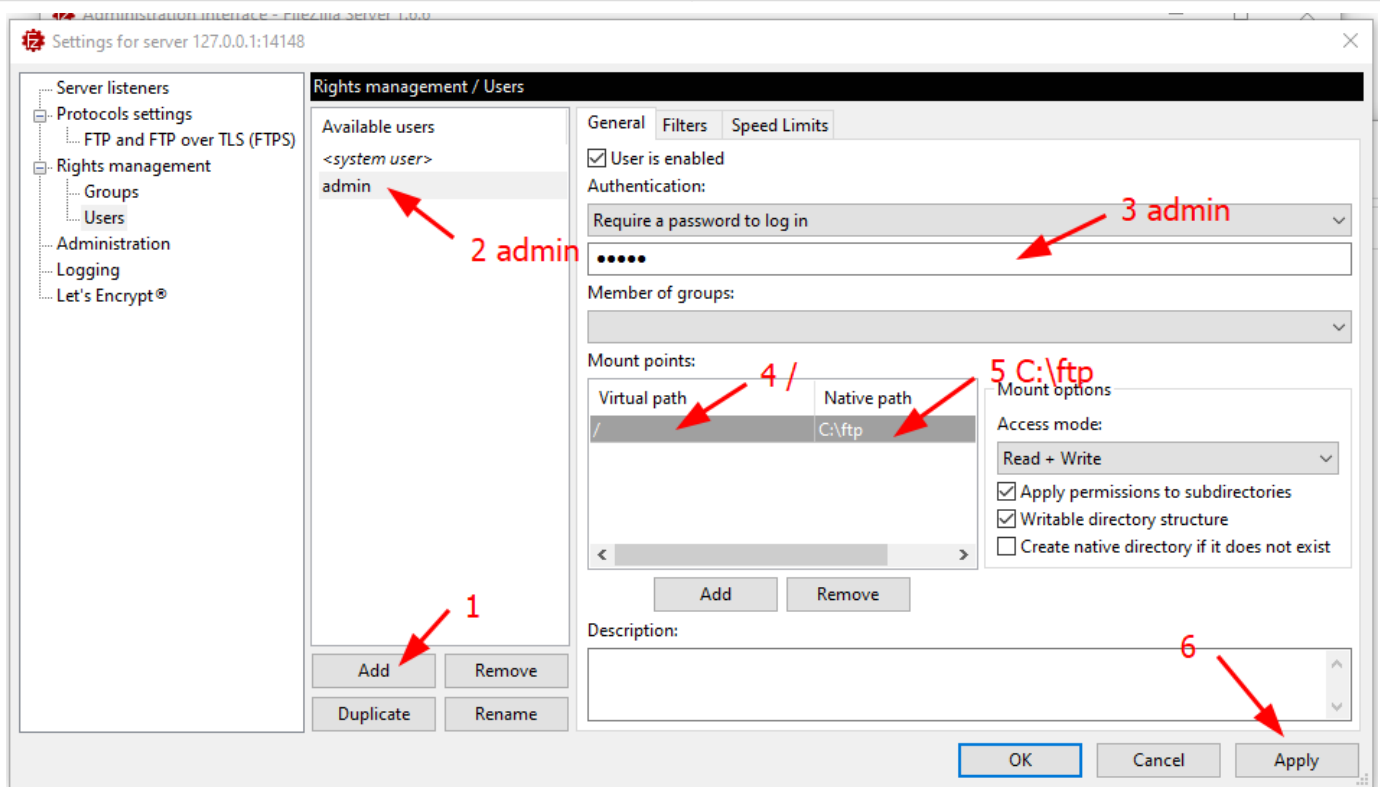 Administration Interface - FileZilla Server 1.6.6
Settings for server 127.0.0.1:14148
Server listeners
Protocols settings
FTP and FTP over TLS (FTPS)
Rights management
Groups
Users
Administration
Logging
Let's Encrypt®
Rights management / Users
Available users
<system user>
admin
2 admin
1
Add
Remove
Duplicate
Rename
General
Filters
Speed Limits
User is enabled
Authentication:
Require a password to log in
3 admin
•••••
Member of groups:
Mount points:
4 /
5 C:\ftp
Virtual path
Native path
/
C:\ftp
Mount options
Access mode:
Read + Write
Apply permissions to subdirectories
Writable directory structure
Create native directory if it does not exist
Add
Remove
Description:
6
OK
Cancel
Apply